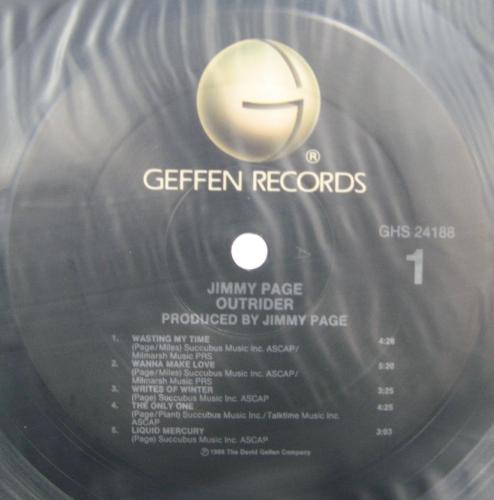 G
®
GEFFEN RECORDS
GHS 24188
1
JIMMY PAGE
OUTRIDER
PRODUCED BY JIMMY PAGE
1. WASTING MY TIME 4:28
(Page/Miles) Succubus Music Inc. ASCAP/
Milmarsh Music PRS
2. WANNA MAKE LOVE 5:20
(Page/Miles) Succubus Music Inc. ASCAP/
Milmarsh Music PRS
3. WRITES OF WINTER 3:25
(Page) Succubus Music Inc. ASCAP
4. THE ONLY ONE 4:25
(Page/Plant) Succubus Music Inc./Talktime Music Inc.
ASCAP
5. LIQUID MERCURY 3:03
(Page) Succubus Music Inc. ASCAP
℗1988 The David Geffen Company